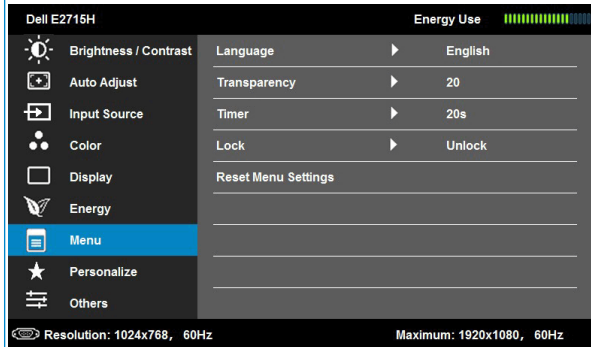 Dell E2715H Energy Use
Brightness / Contrast Language English
Auto Adjust Transparency 20
Input Source Timer 20s
Color Lock Unlock
Display Reset Menu Settings
Energy
Menu
Personalize
Others
Resolution: 1024x768, 60Hz Maximum: 1920x1080, 60Hz